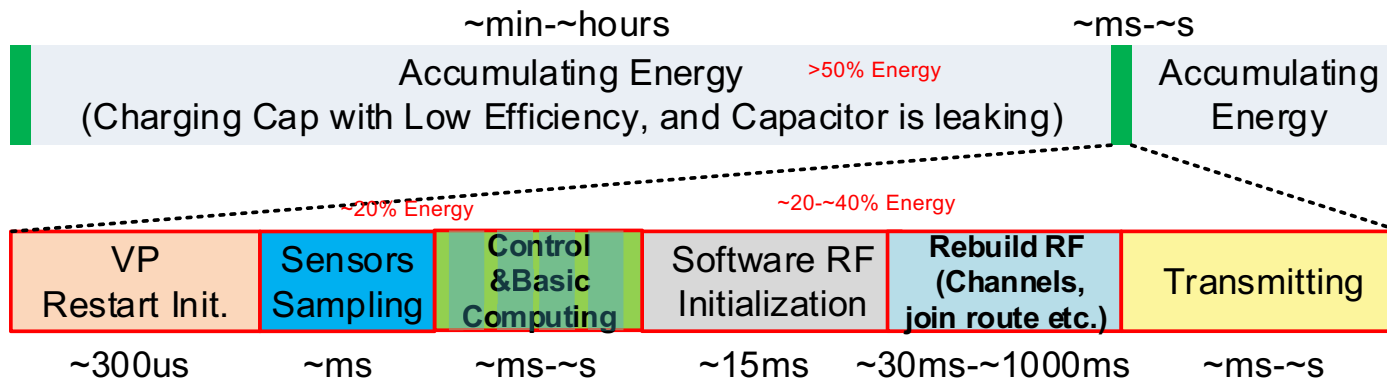 ~min-~hours
~ms-~s
Accumulating Energy
>50% Energy
(Charging Cap with Low Efficiency, and Capacitor is leaking)
Accumulating
Energy
~20% Energy
~20-~40% Energy
VP
Restart Init.
Sensors
Sampling
Control
&Basic
Computing
Software RF
Initialization
Rebuild RF
(Channels,
join route etc.)
Transmitting
~300us
~ms
~ms-~s
~15ms
~30ms-~1000ms
~ms-~s